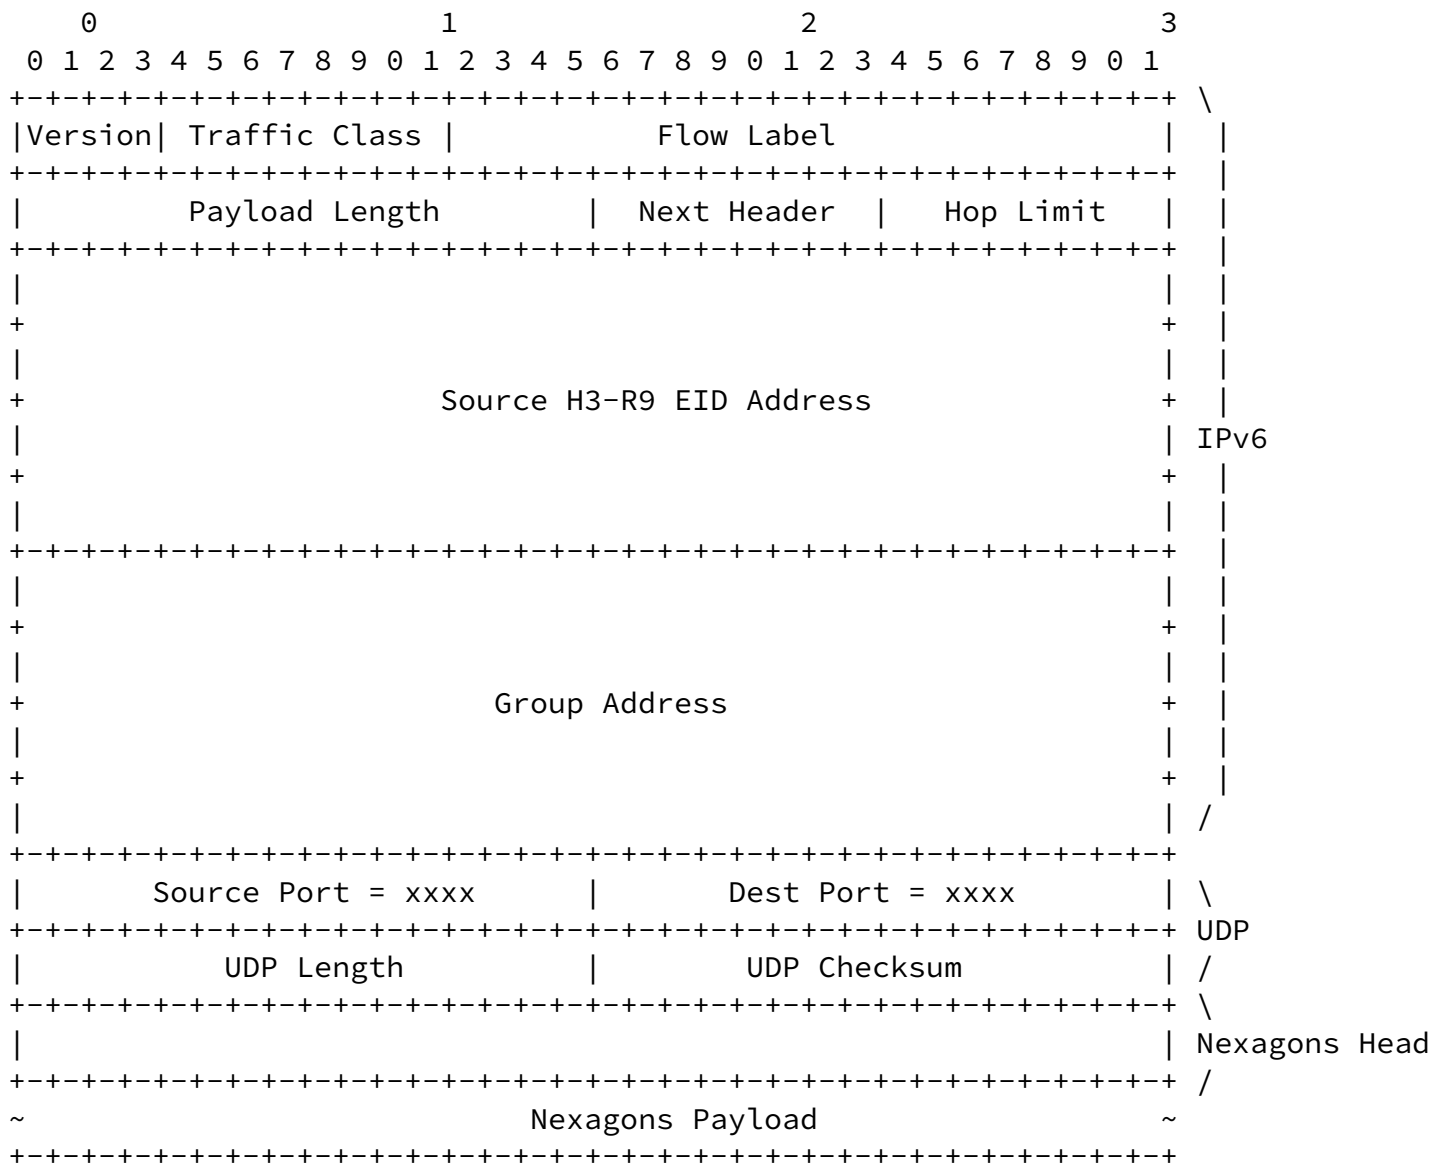 0                   1                   2                   3
 0 1 2 3 4 5 6 7 8 9 0 1 2 3 4 5 6 7 8 9 0 1 2 3 4 5 6 7 8 9 0 1
+-+-+-+-+-+-+-+-+-+-+-+-+-+-+-+-+-+-+-+-+-+-+-+-+-+-+-+-+-+-+-+-+ \
|Version| Traffic Class |           Flow Label                  |  |
+-+-+-+-+-+-+-+-+-+-+-+-+-+-+-+-+-+-+-+-+-+-+-+-+-+-+-+-+-+-+-+-+  |
|         Payload Length        |  Next Header  |   Hop Limit   |  |
+-+-+-+-+-+-+-+-+-+-+-+-+-+-+-+-+-+-+-+-+-+-+-+-+-+-+-+-+-+-+-+-+  |
|                                                               |  |
+                                                               +  |
|                                                               |  |
+                       Source H3-R9 EID Address                +  |
|                                                               | IPv6
+                                                               +  |
|                                                               |  |
+-+-+-+-+-+-+-+-+-+-+-+-+-+-+-+-+-+-+-+-+-+-+-+-+-+-+-+-+-+-+-+-+  |
|                                                               |  |
+                                                               +  |
|                                                               |  |
+                          Group Address                        +  |
|                                                               |  |
+                                                               +  |
|                                                               | /
+-+-+-+-+-+-+-+-+-+-+-+-+-+-+-+-+-+-+-+-+-+-+-+-+-+-+-+-+-+-+-+-+
|       Source Port = xxxx      |       Dest Port = xxxx        | \
+-+-+-+-+-+-+-+-+-+-+-+-+-+-+-+-+-+-+-+-+-+-+-+-+-+-+-+-+-+-+-+-+ UDP
|           UDP Length          |        UDP Checksum           | /
+-+-+-+-+-+-+-+-+-+-+-+-+-+-+-+-+-+-+-+-+-+-+-+-+-+-+-+-+-+-+-+-+ \
|                                                               | Nexagons Head
+-+-+-+-+-+-+-+-+-+-+-+-+-+-+-+-+-+-+-+-+-+-+-+-+-+-+-+-+-+-+-+-+ /
~                            Nexagons Payload                   ~
+-+-+-+-+-+-+-+-+-+-+-+-+-+-+-+-+-+-+-+-+-+-+-+-+-+-+-+-+-+-+-+-+